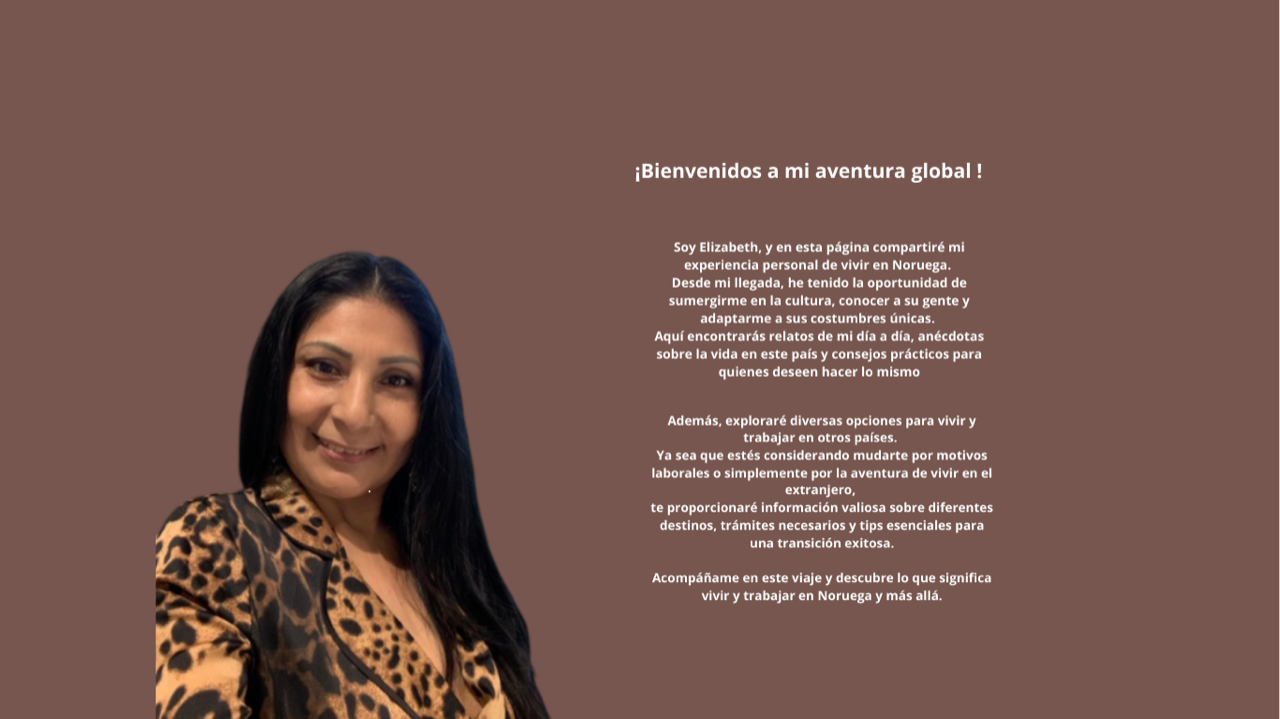 ¡Bienvenidos a mi aventura global !
Soy Elizabeth, y en esta página compartiré mi
experiencia personal de vivir en Noruega.
Desde mi llegada, he tenido la oportunidad de
sumergirme en la cultura, conocer a su gente y
adaptarme a sus costumbres únicas.
Aquí encontrarás relatos de mi día a día, anécdotas
sobre la vida en este país y consejos prácticos para
quienes deseen hacer lo mismo
Además, exploraré diversas opciones para vivir y
trabajar en otros países.
Ya sea que estés considerando mudarte por motivos
laborales o simplemente por la aventura de vivir en el
extranjero,
te proporcionaré información valiosa sobre diferentes
destinos, trámites necesarios y tips esenciales para
una transición exitosa.
Acompáñame en este viaje y descubre lo que significa
vivir y trabajar en Noruega y más allá.